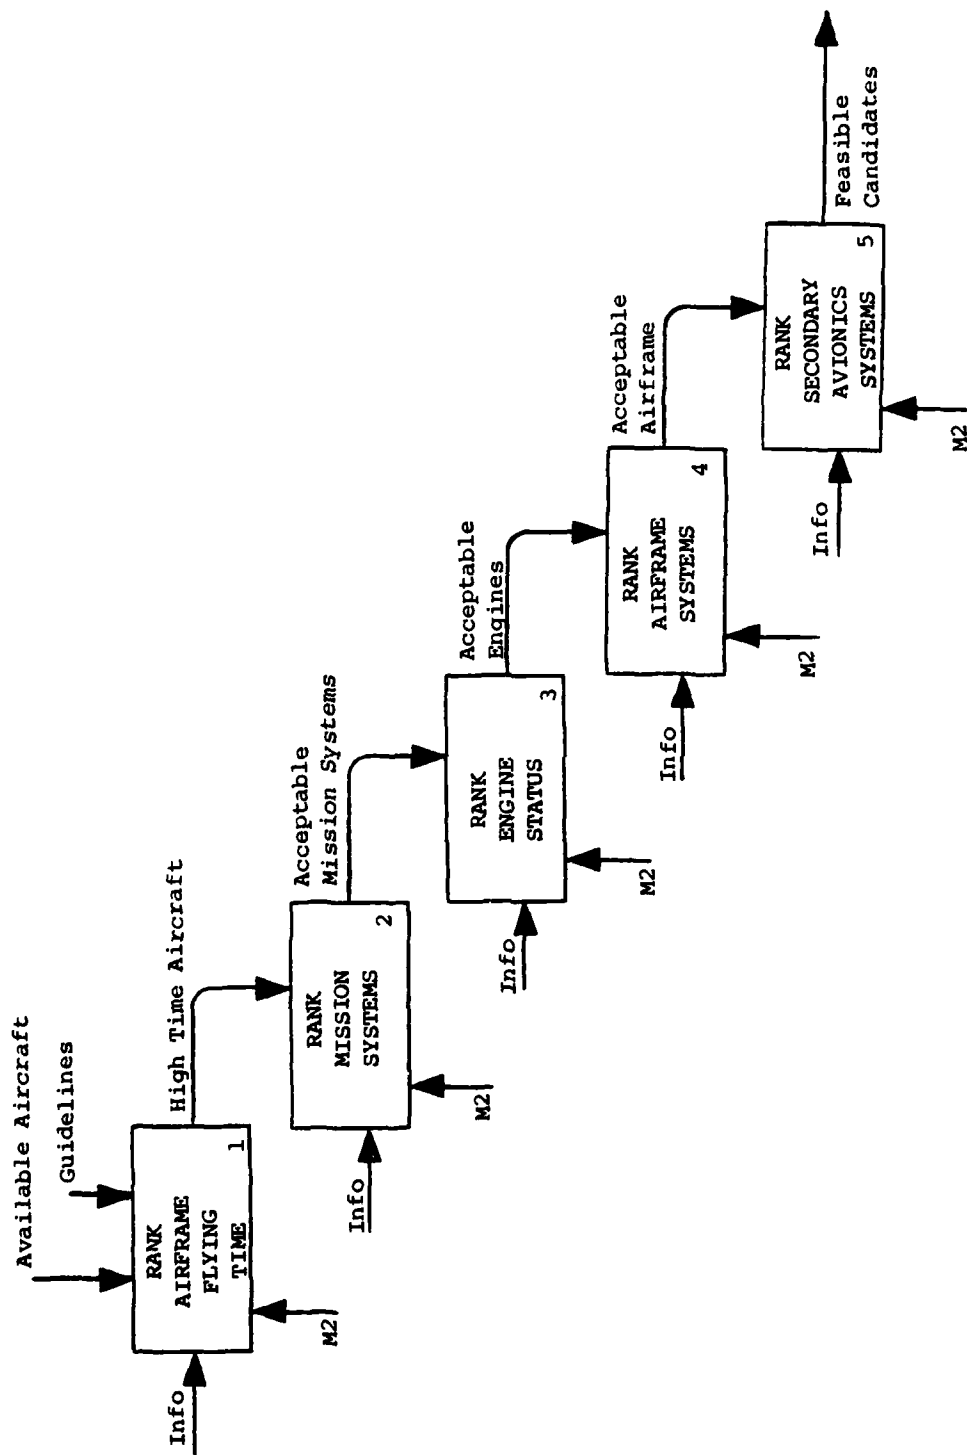 Available Aircraft
Guidelines
Info
RANK
AIRFRAME
FLYING
TIME
1
M2
High Time Aircraft
Info
RANK
MISSION
SYSTEMS
2
M2
Acceptable
Mission Systems
Info
RANK
ENGINE
STATUS
3
M2
Acceptable
Engines
Info
RANK
AIRFRAME
SYSTEMS
4
M2
Acceptable
Airframe
Info
RANK
SECONDARY
AVIONICS
SYSTEMS
5
M2
Feasible
Candidates